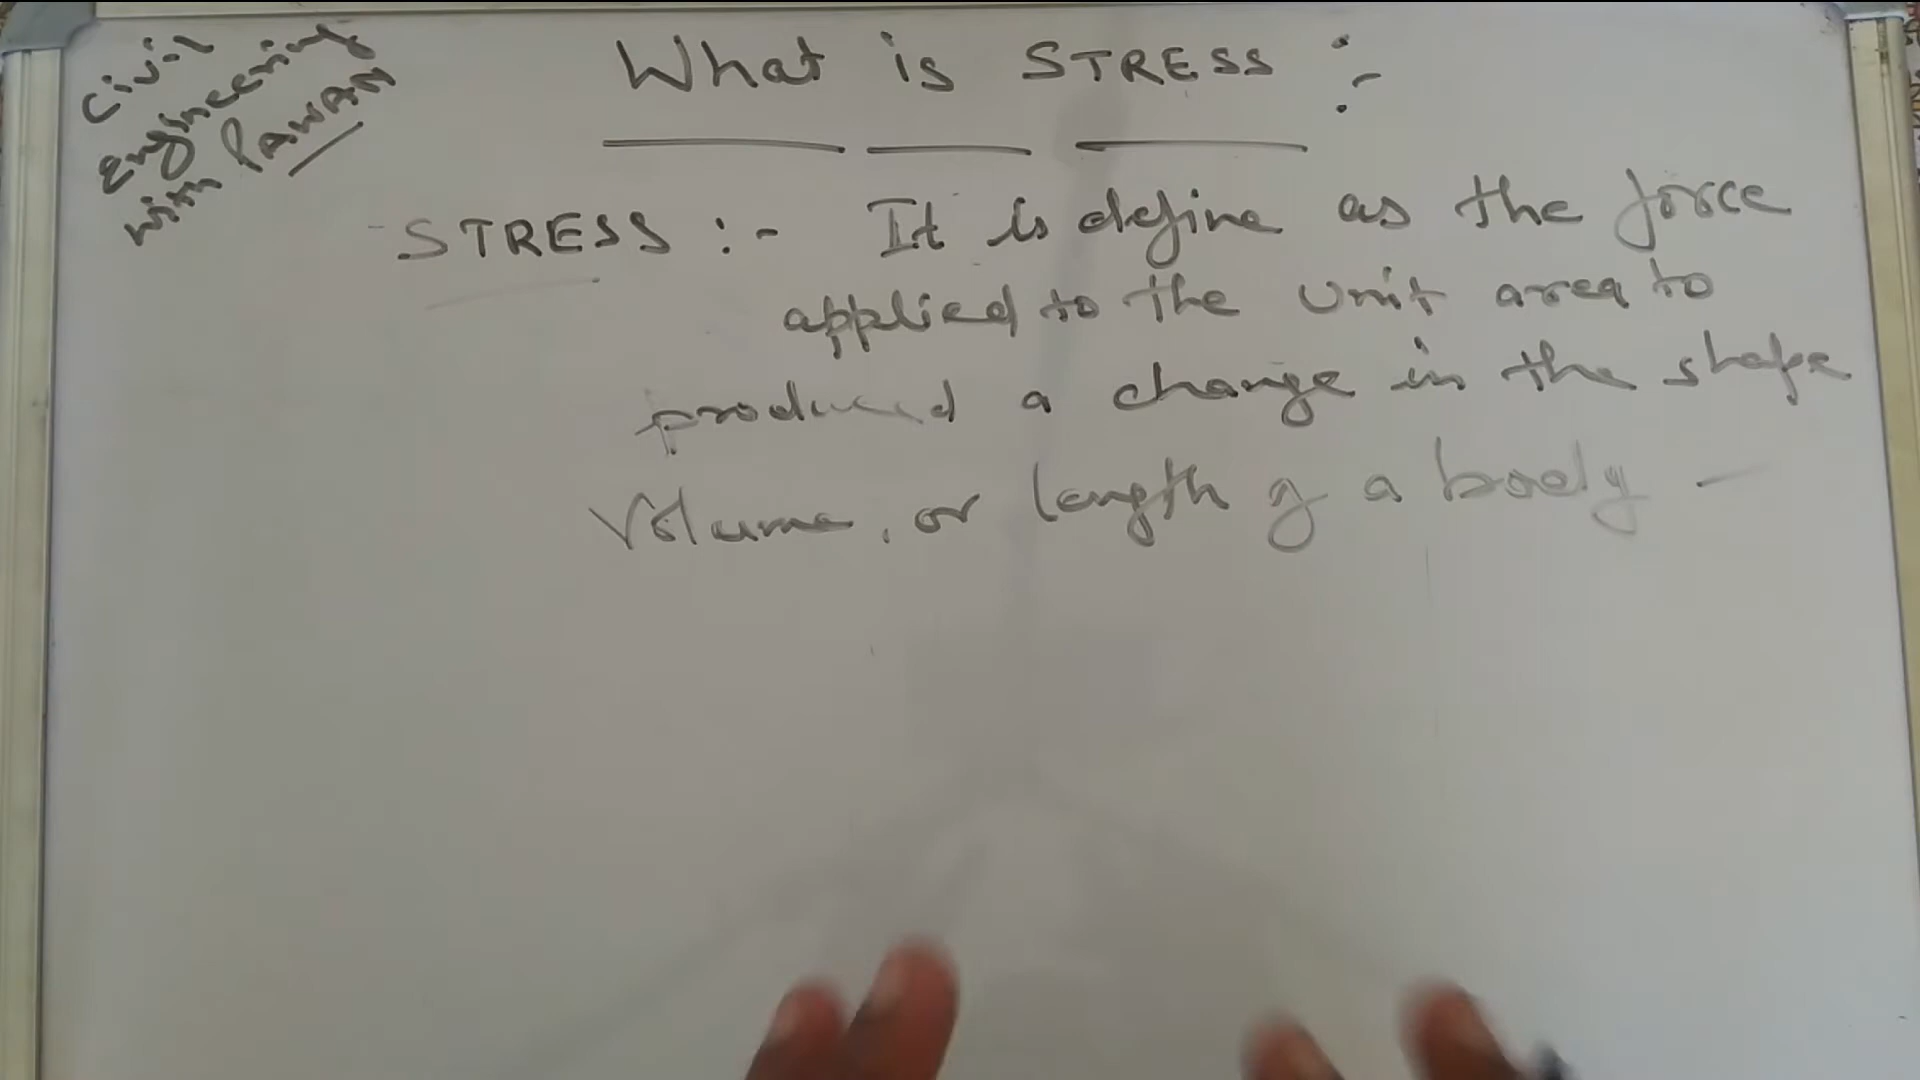 Civil
Engineering
with PAWAN
What is STRESS :-
STRESS :- It is define as the force
applied to the unit area to
produced a change in the shape
Volume, or length of a body -